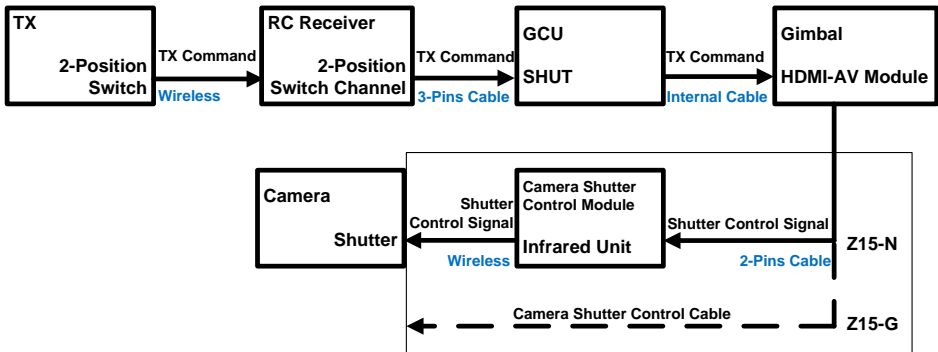 TX
2-Position
Switch
TX Command
Wireless
RC Receiver
2-Position
Switch Channel
TX Command
3-Pins Cable
GCU
SHUT
TX Command
Internal Cable
Gimbal
HDMI-AV Module
Camera
Shutter
Shutter
Control Signal
Wireless
Camera Shutter
Control Module
Infrared Unit
Shutter Control Signal
2-Pins Cable
Z15-N
Camera Shutter Control Cable
Z15-G